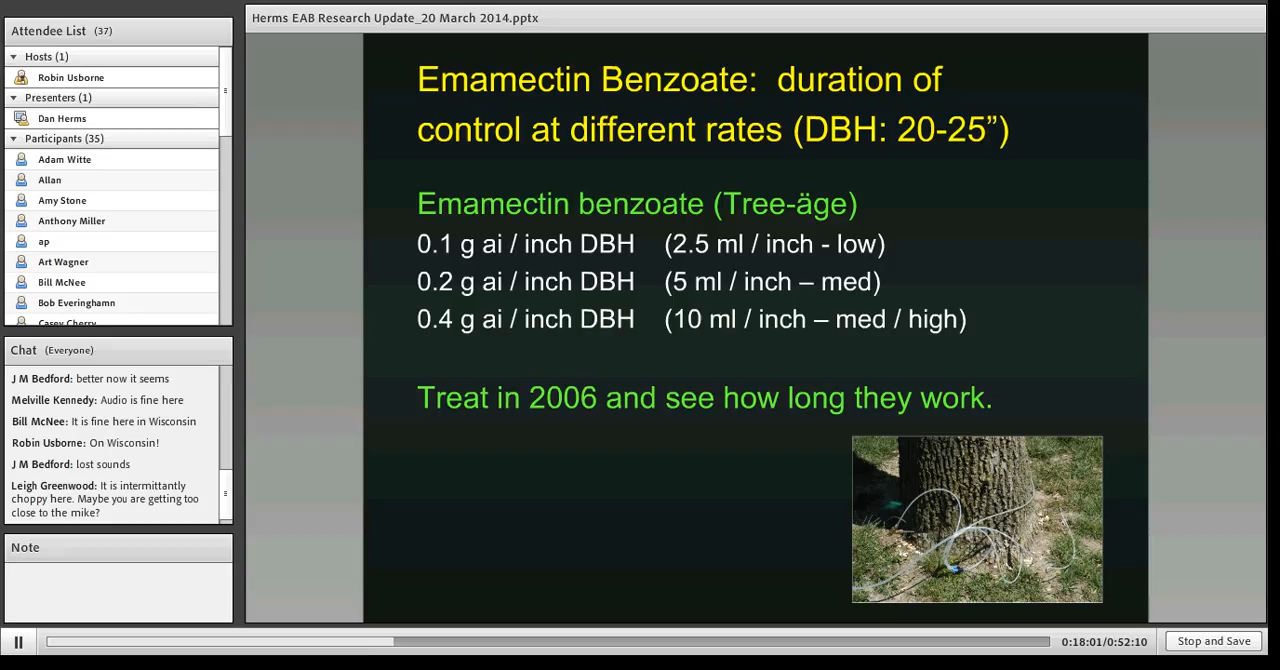 Herms EAB Research Update_20 March 2014.pptx
Attendee List (37)
Hosts (1)
Robin Usborne
Presenters (1)
Dan Herms
Participants (35)
Adam Witte
Allan
Amy Stone
Anthony Miller
ap
Art Wagner
Bill McNee
Bob Everinghamn
Casey Cherry
Chat (Everyone)
J M Bedford: better now it seems
Melville Kennedy: Audio is fine here
Bill McNee: It is fine here in Wisconsin
Robin Usborne: On Wisconsin!
J M Bedford: lost sounds
Leigh Greenwood: It is intermittantly
choppy here. Maybe you are getting too
close to the mike?
Note
Emamectin Benzoate:  duration of
control at different rates (DBH: 20-25”)
Emamectin benzoate (Tree-äge)
0.1 g ai / inch DBH (2.5 ml / inch - low)
0.2 g ai / inch DBH (5 ml / inch – med)
0.4 g ai / inch DBH (10 ml / inch – med / high)
Treat in 2006 and see how long they work.
0:18:01/0:52:10
Stop and Save